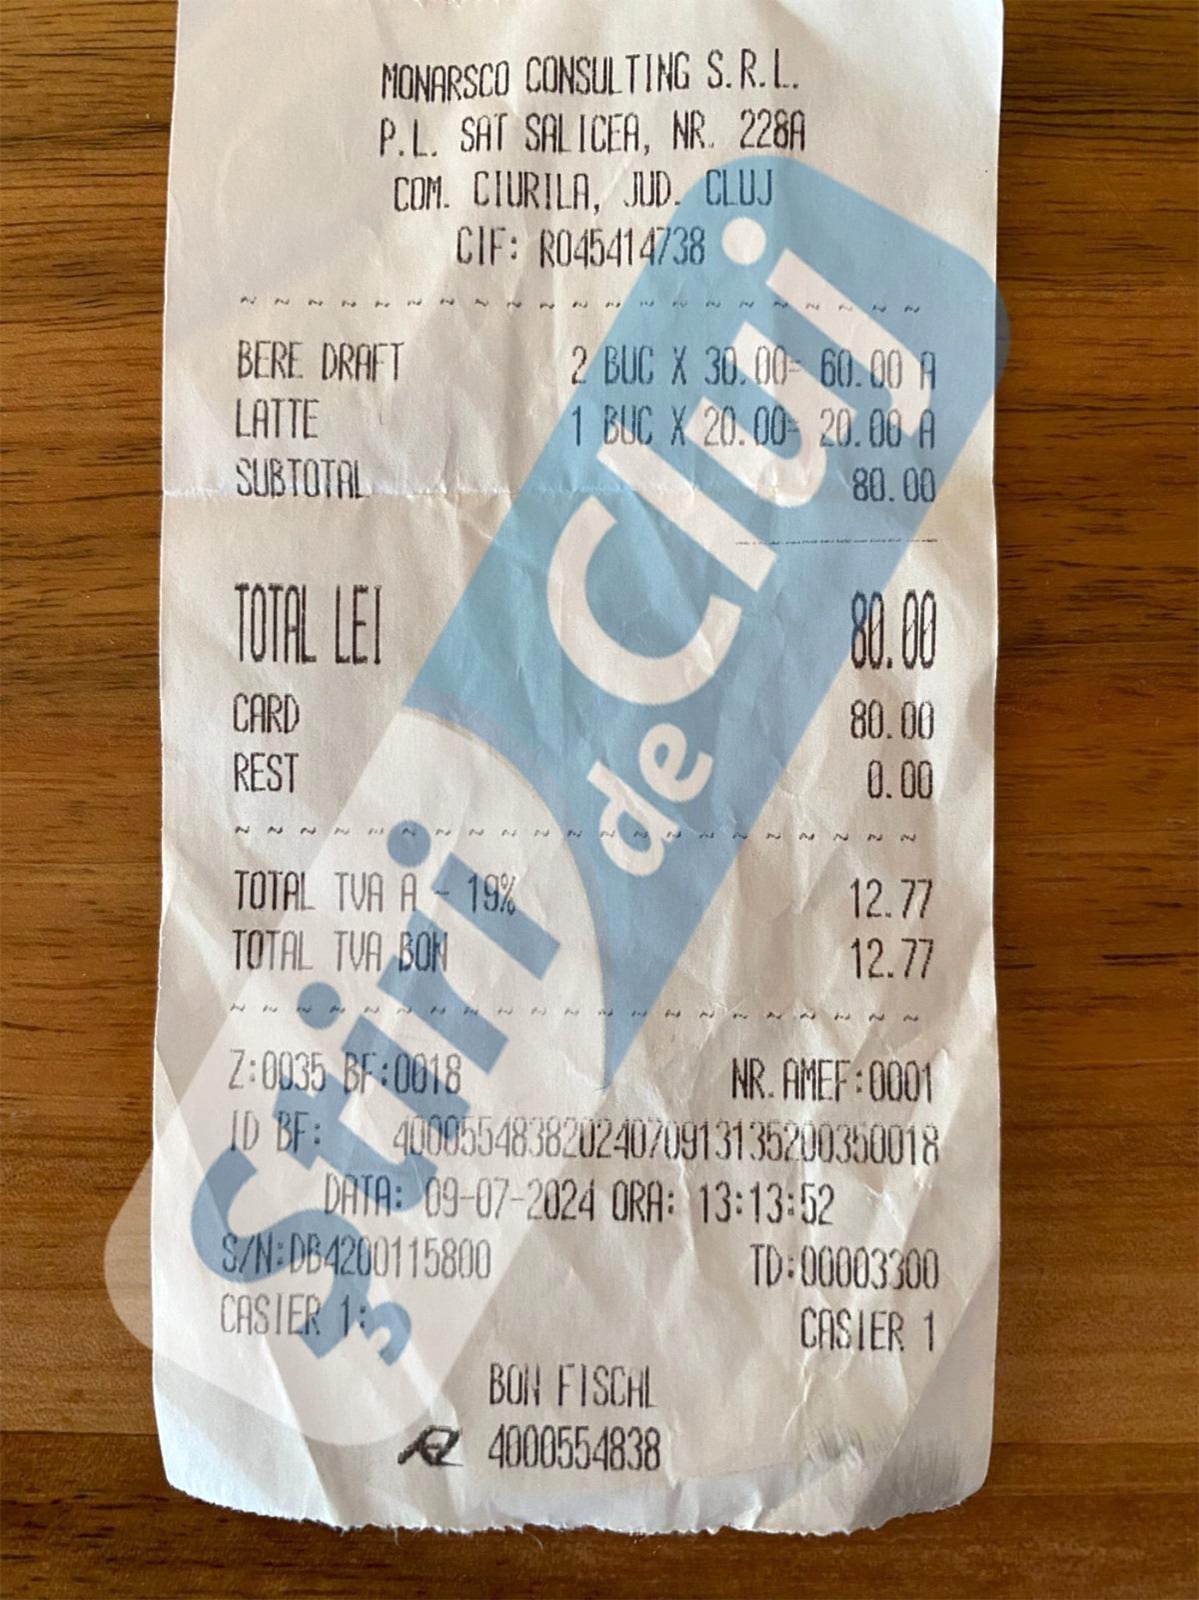 MONARSCO CONSULTING S.R.L.
P.L. SAT SALICEA, NR. 228A
COM. CIURILA, JUD. CLUJ
CIF: RO45414738
~ ~ ~ ~ ~ ~ ~ ~ ~ ~ ~ ~ ~ ~ ~ ~ ~ ~ ~ ~ ~
BERE DRAFT 2 BUC X 30.00= 60.00 A
LATTE 1 BUC X 20.00= 20.00 A
SUBTOTAL 80.00
TOTAL LEI 80.00
CARD 80.00
REST 0.00
~ ~ ~ ~ ~ ~ ~ ~ ~ ~ ~ ~ ~ ~ ~ ~ ~ ~ ~ ~ ~
TOTAL TVA A - 19% 12.77
TOTAL TVA BON 12.77
~ ~ ~ ~ ~ ~ ~ ~ ~ ~ ~ ~ ~ ~ ~ ~ ~ ~ ~ ~ ~
Z:0035 BF:0018 NR.AMEF:0001
ID BF: 40005548382024070913135200350018
DATA: 09-07-2024 ORA: 13:13:52
S/N:DB4200115800 TD:00003300
CASIER 1: CASIER 1
BON FISCAL
4000554838
Știri de Cluj